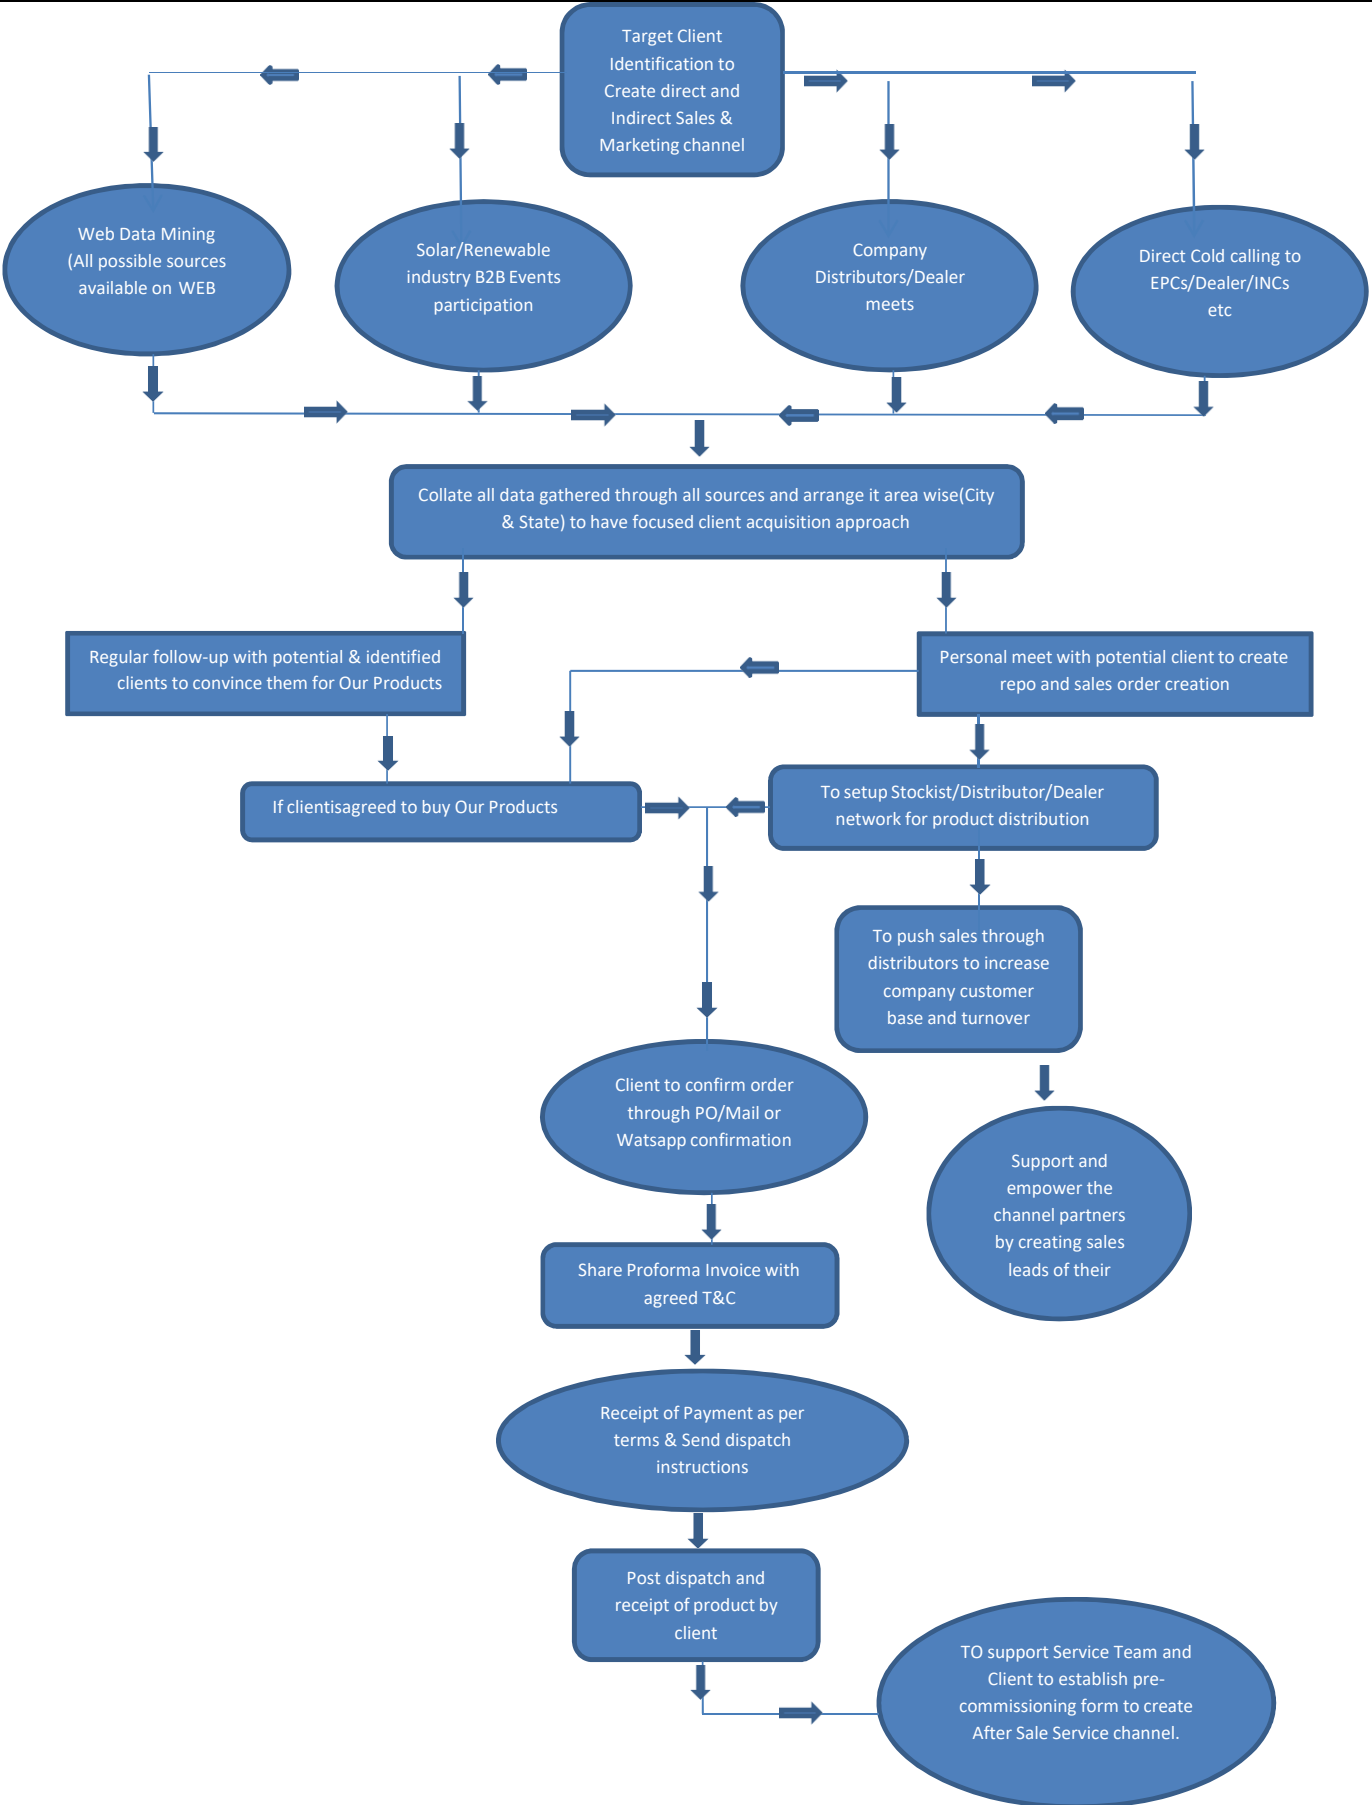 Target Client
Identification to
Create direct and
Indirect Sales &
Marketing channel
Web Data Mining
(All possible sources
available on WEB
Solar/Renewable
industry B2B Events
participation
Company
Distributors/Dealer
meets
Direct Cold calling to
EPCs/Dealer/INCs
etc
Collate all data gathered through all sources and arrange it area wise(City
& State) to have focused client acquisition approach
Regular follow-up with potential & identified
clients to convince them for Our Products
Personal meet with potential client to create
repo and sales order creation
If clientisagreed to buy Our Products
To setup Stockist/Distributor/Dealer
network for product distribution
To push sales through
distributors to increase
company customer
base and turnover
Client to confirm order
through PO/Mail or
Watsapp confirmation
Support and
empower the
channel partners
by creating sales
leads of their
Share Proforma Invoice with
agreed T&C
Receipt of Payment as per
terms & Send dispatch
instructions
Post dispatch and
receipt of product by
client
TO support Service Team and
Client to establish pre-
commissioning form to create
After Sale Service channel.